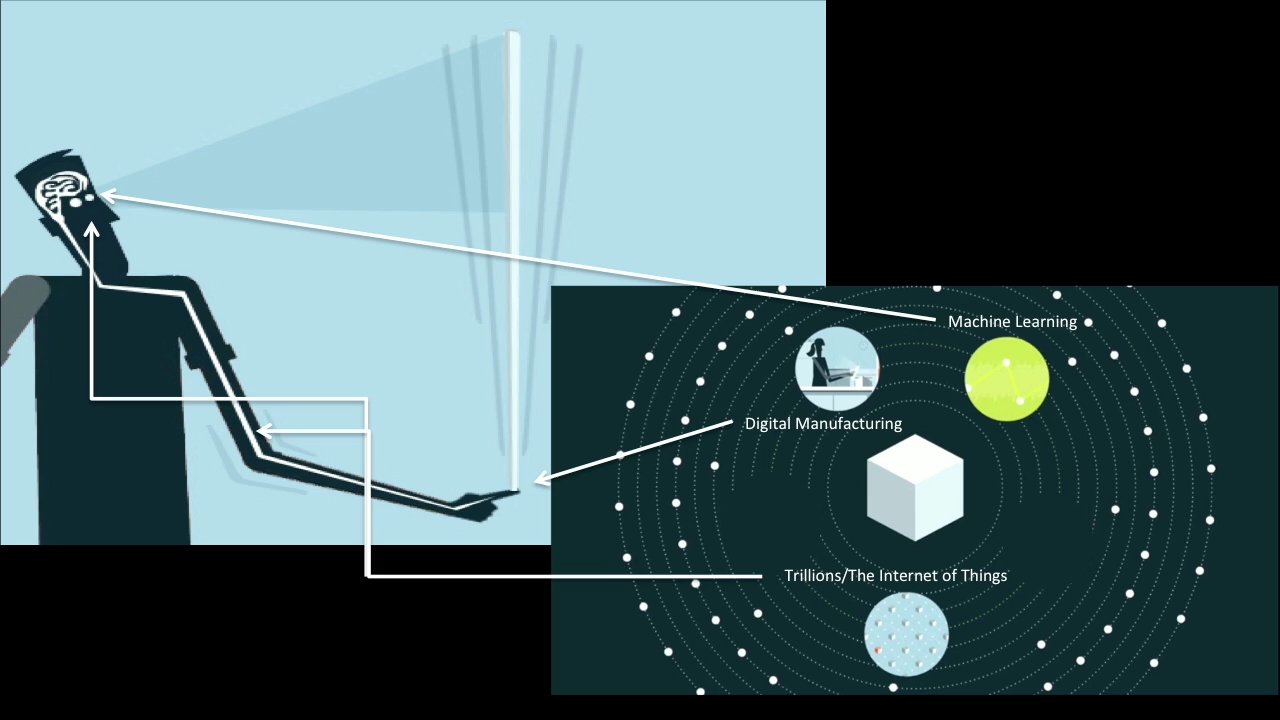 Machine Learning
Digital Manufacturing
Trillions/The Internet of Things